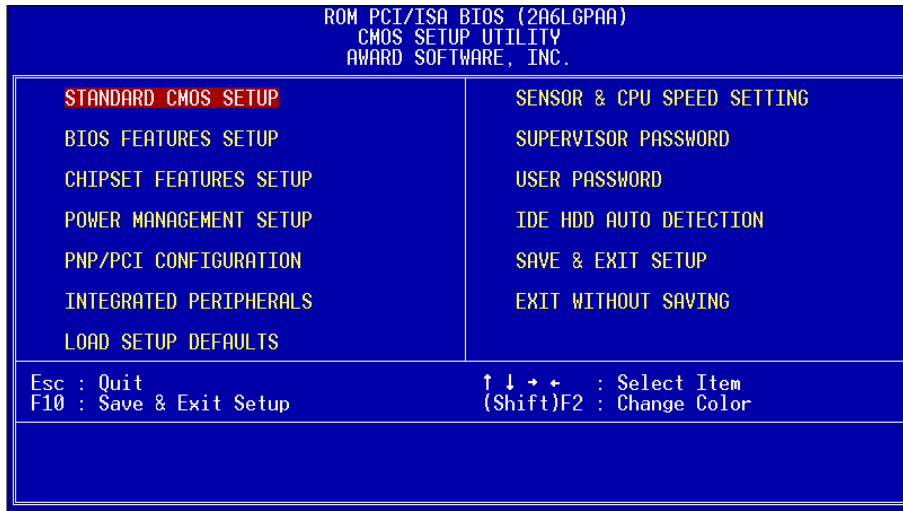 ROM PCI/ISA BIOS (2A6LGPAA)
CMOS SETUP UTILITY
AWARD SOFTWARE, INC.
STANDARD CMOS SETUP
BIOS FEATURES SETUP
CHIPSET FEATURES SETUP
POWER MANAGEMENT SETUP
PNP/PCI CONFIGURATION
INTEGRATED PERIPHERALS
LOAD SETUP DEFAULTS
SENSOR & CPU SPEED SETTING
SUPERVISOR PASSWORD
USER PASSWORD
IDE HDD AUTO DETECTION
SAVE & EXIT SETUP
EXIT WITHOUT SAVING
Esc : Quit
F10 : Save & Exit Setup
↑ ↓ → ← : Select Item
(Shift)F2 : Change Color